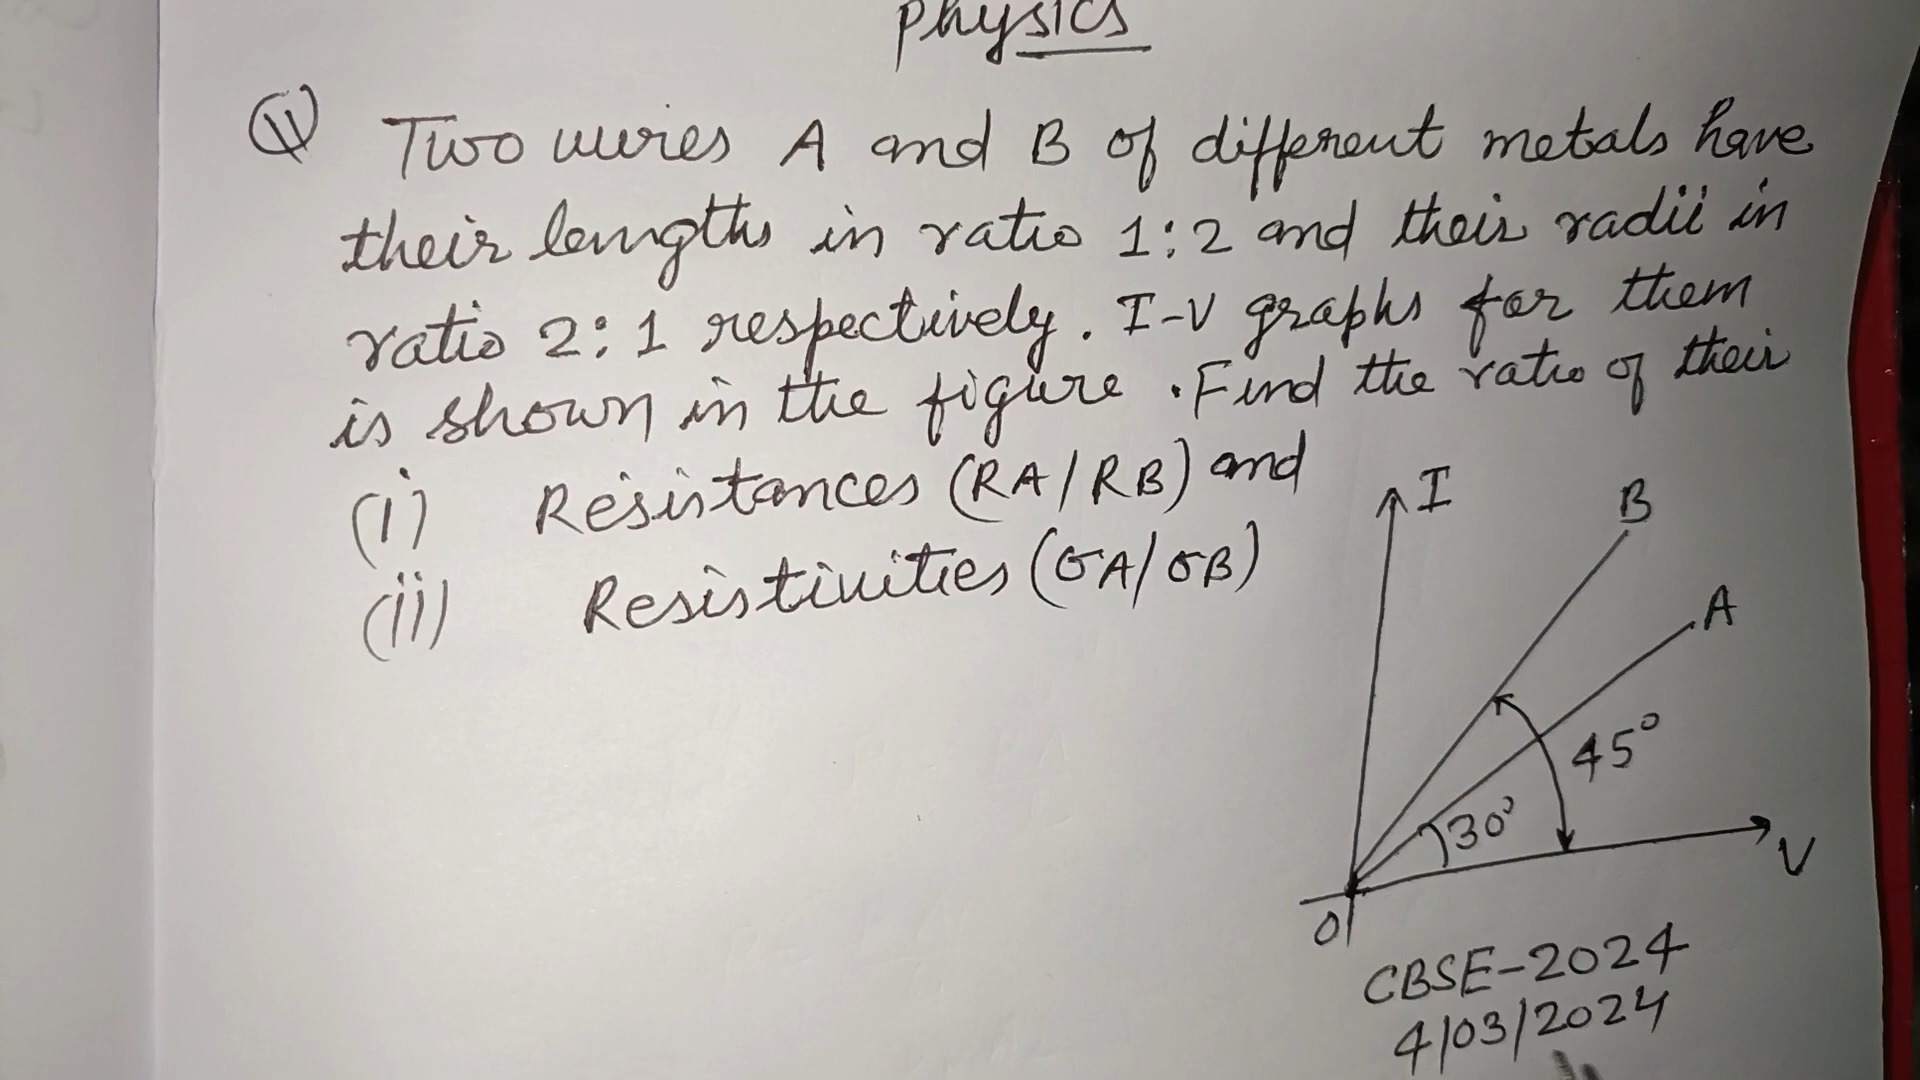 Physics
11 Two wires A and B of different metals have
their lengths in ratio 1:2 and their radii in
ratio 2:1 respectively. I-V graphs for them
is shown in the figure. Find the ratio of their
(i) Resistances (RA/RB) and
(ii) Resistivities (σA/σB)
I
B
A
45°
30°
V
O
CBSE-2024
4/03/2024